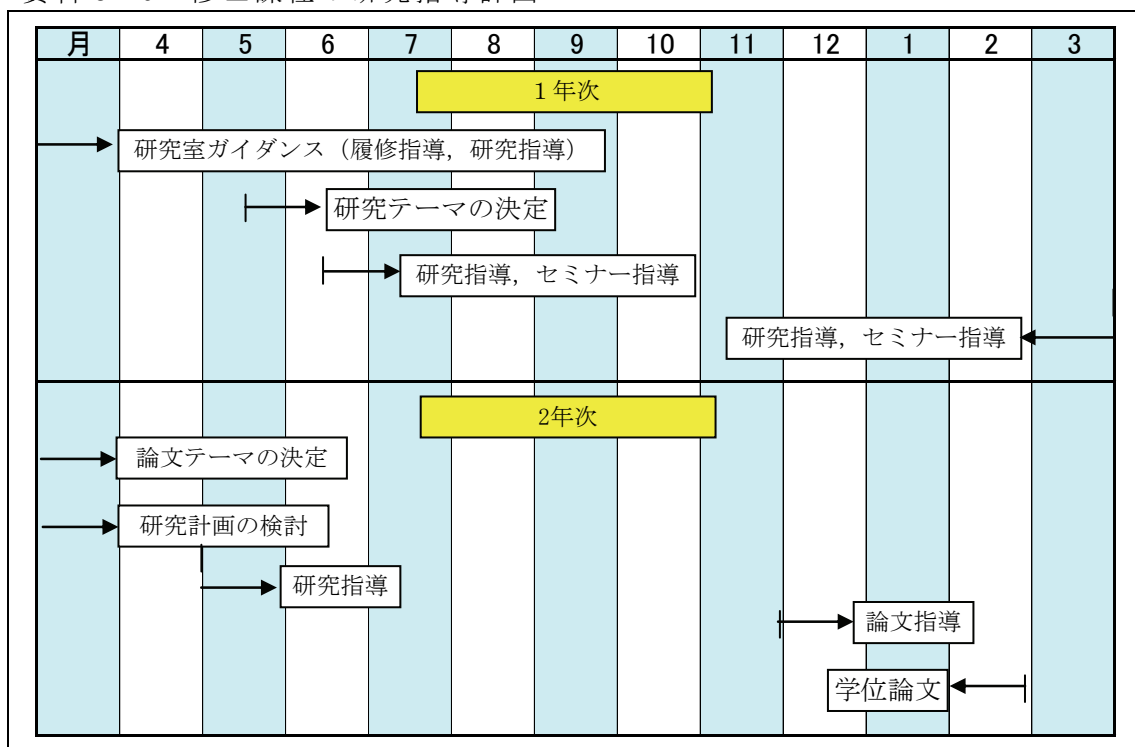 月 4 5 6 7 8 9 10 11 12 1 2 3
1年次
研究室ガイダンス（履修指導，研究指導）
研究テーマの決定
研究指導，セミナー指導
研究指導，セミナー指導
2年次
論文テーマの決定
研究計画の検討
研究指導
論文指導
学位論文